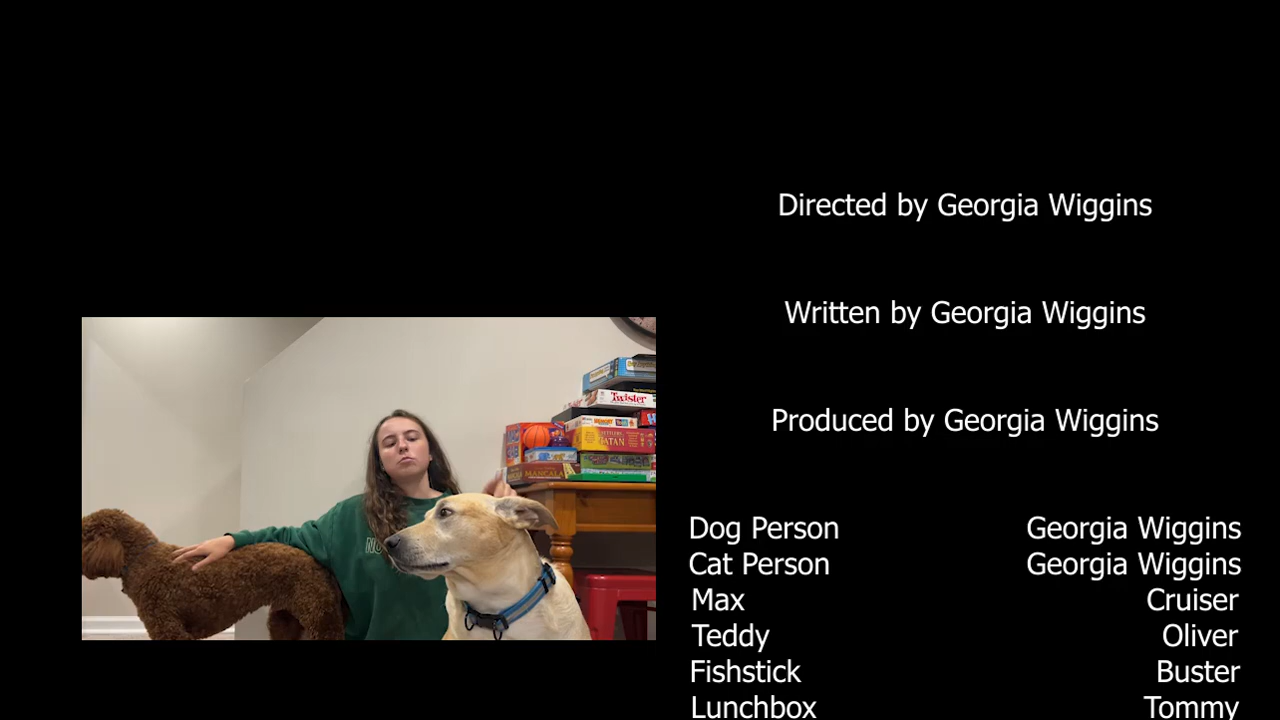 Directed by Georgia Wiggins
Written by Georgia Wiggins
Produced by Georgia Wiggins
Dog Person Georgia Wiggins
Cat Person Georgia Wiggins
Max Cruiser
Teddy Oliver
Fishstick Buster
Lunchbox Tommy
Twister
CATAN
MANCALA
NO